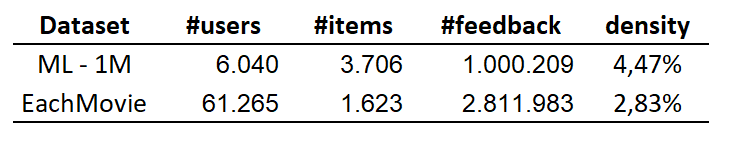 Dataset #users #items #feedback density
ML - 1M 6.040 3.706 1.000.209 4,47%
EachMovie 61.265 1.623 2.811.983 2,83%